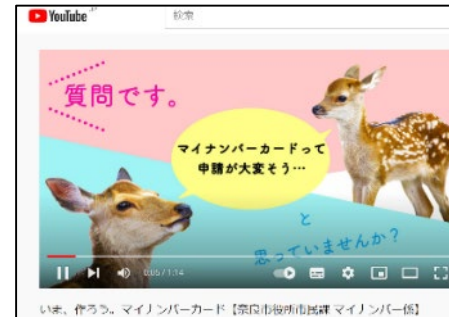 YouTube JP
検索
質問です。
マイナンバーカードって
申請が大変そう…
と
思っていませんか？
0:05 / 1:14
いま、作ろう。マイナンバーカード【奈良市役所市民課 マイナンバー係】